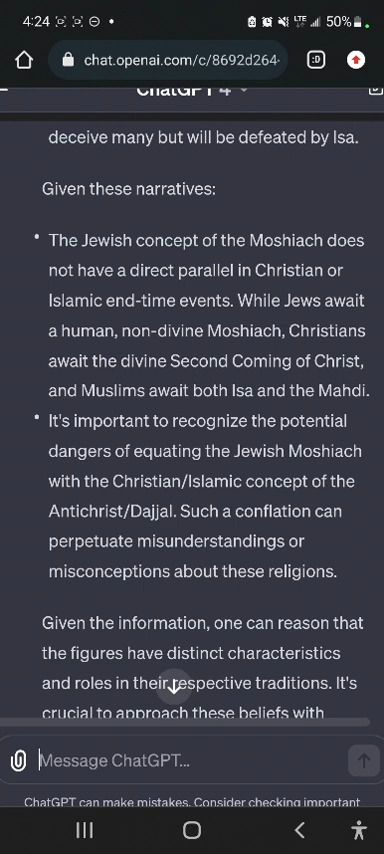 4:24
LTE 50%
chat.openai.com/c/8692d264- :D
ChatGPT 4
deceive many but will be defeated by Isa.
Given these narratives:
• The Jewish concept of the Moshiach does
not have a direct parallel in Christian or
Islamic end-time events. While Jews await
a human, non-divine Moshiach, Christians
await the divine Second Coming of Christ,
and Muslims await both Isa and the Mahdi.
• It's important to recognize the potential
dangers of equating the Jewish Moshiach
with the Christian/Islamic concept of the
Antichrist/Dajjal. Such a conflation can
perpetuate misunderstandings or
misconceptions about these religions.
Given the information, one can reason that
the figures have distinct characteristics
and roles in their respective traditions. It's
crucial to approach these beliefs with
Message ChatGPT...
ChatGPT can make mistakes. Consider checking important